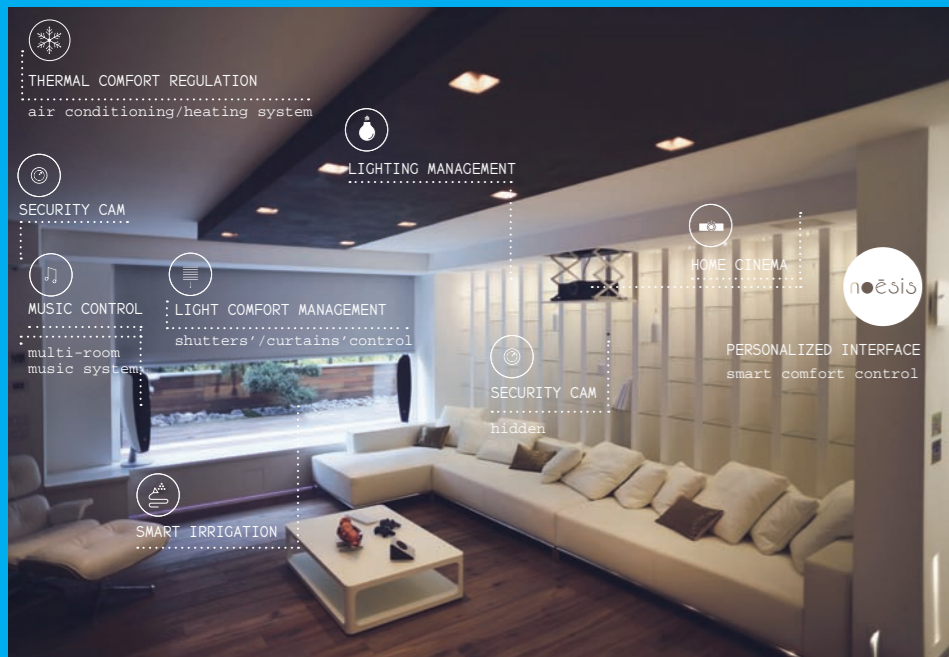 THERMAL COMFORT REGULATION
air conditioning/heating system
LIGHTING MANAGEMENT
SECURITY CAM
HOME CINEMA
MUSIC CONTROL
multi-room
music system
LIGHT COMFORT MANAGEMENT
shutters'/curtains'control
noēsis
PERSONALIZED INTERFACE
smart comfort control
SECURITY CAM
hidden
SMART IRRIGATION